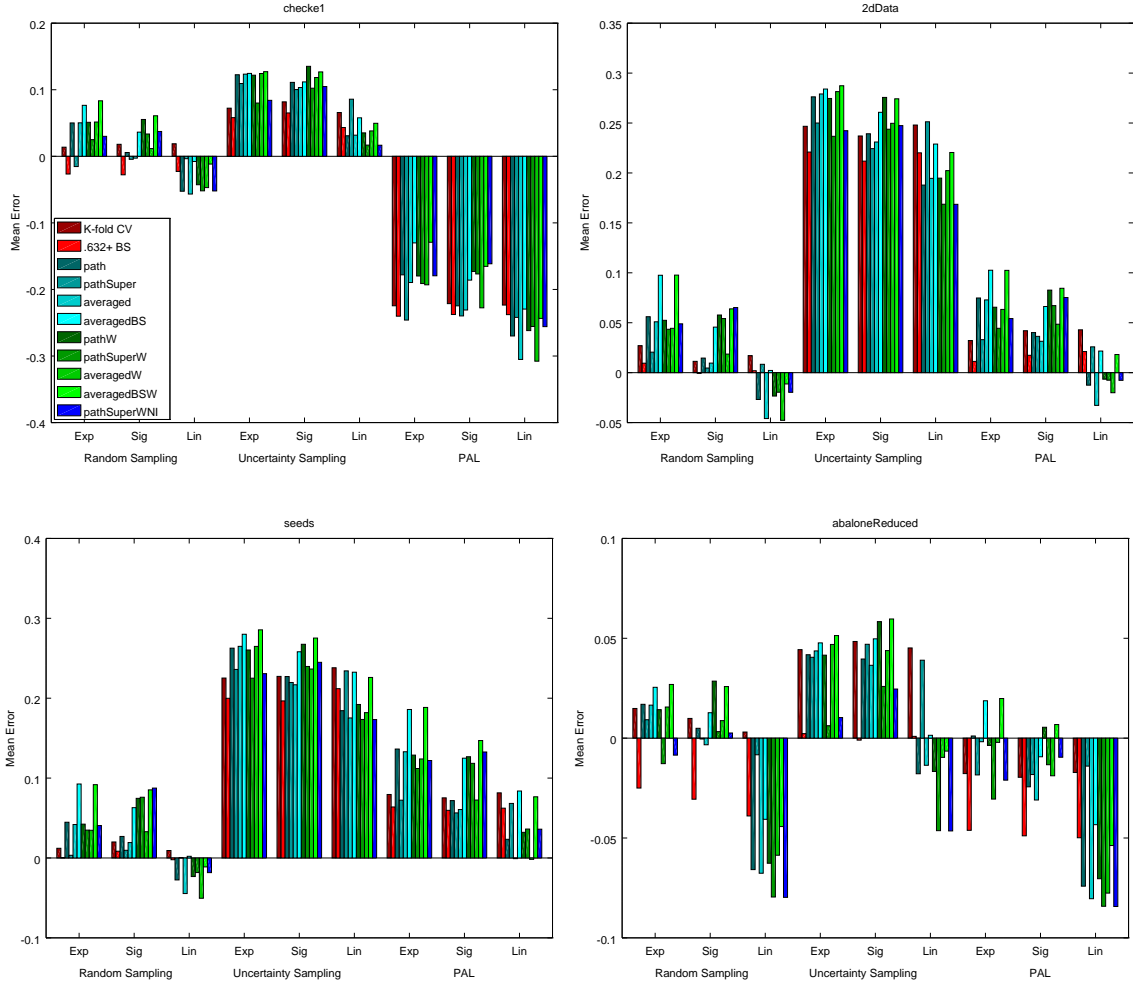 checke1
0.2
0.1
0
-0.1
-0.2
-0.3
-0.4
Mean Error
K-fold CV
.632+ BS
path
pathSuper
averaged
averagedBS
pathW
pathSuperW
averagedW
averagedBSW
pathSuperWNI
Exp Sig Lin Exp Sig Lin Exp Sig Lin
Random Sampling Uncertainty Sampling PAL
2dData
0.35
0.3
0.25
0.2
0.15
0.1
0.05
0
-0.05
Mean Error
Exp Sig Lin Exp Sig Lin Exp Sig Lin
Random Sampling Uncertainty Sampling PAL
seeds
0.4
0.3
0.2
0.1
0
-0.1
Mean Error
Exp Sig Lin Exp Sig Lin Exp Sig Lin
Random Sampling Uncertainty Sampling PAL
abaloneReduced
0.1
0.05
0
-0.05
-0.1
Mean Error
Exp Sig Lin Exp Sig Lin Exp Sig Lin
Random Sampling Uncertainty Sampling PAL